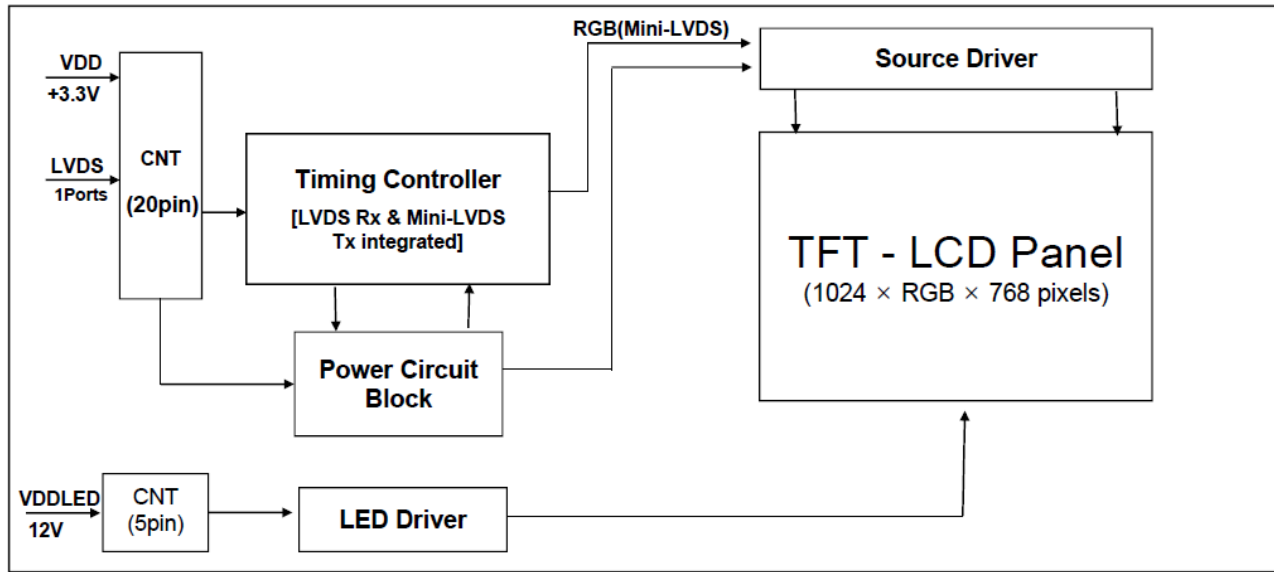 RGB(Mini-LVDS)
VDD
+3.3V
LVDS
1Ports
CNT
(20pin)
Timing Controller
[LVDS Rx & Mini-LVDS
Tx integrated]
Source Driver
TFT - LCD Panel
(1024 × RGB × 768 pixels)
Power Circuit
Block
VDDLED
12V
CNT
(5pin)
LED Driver